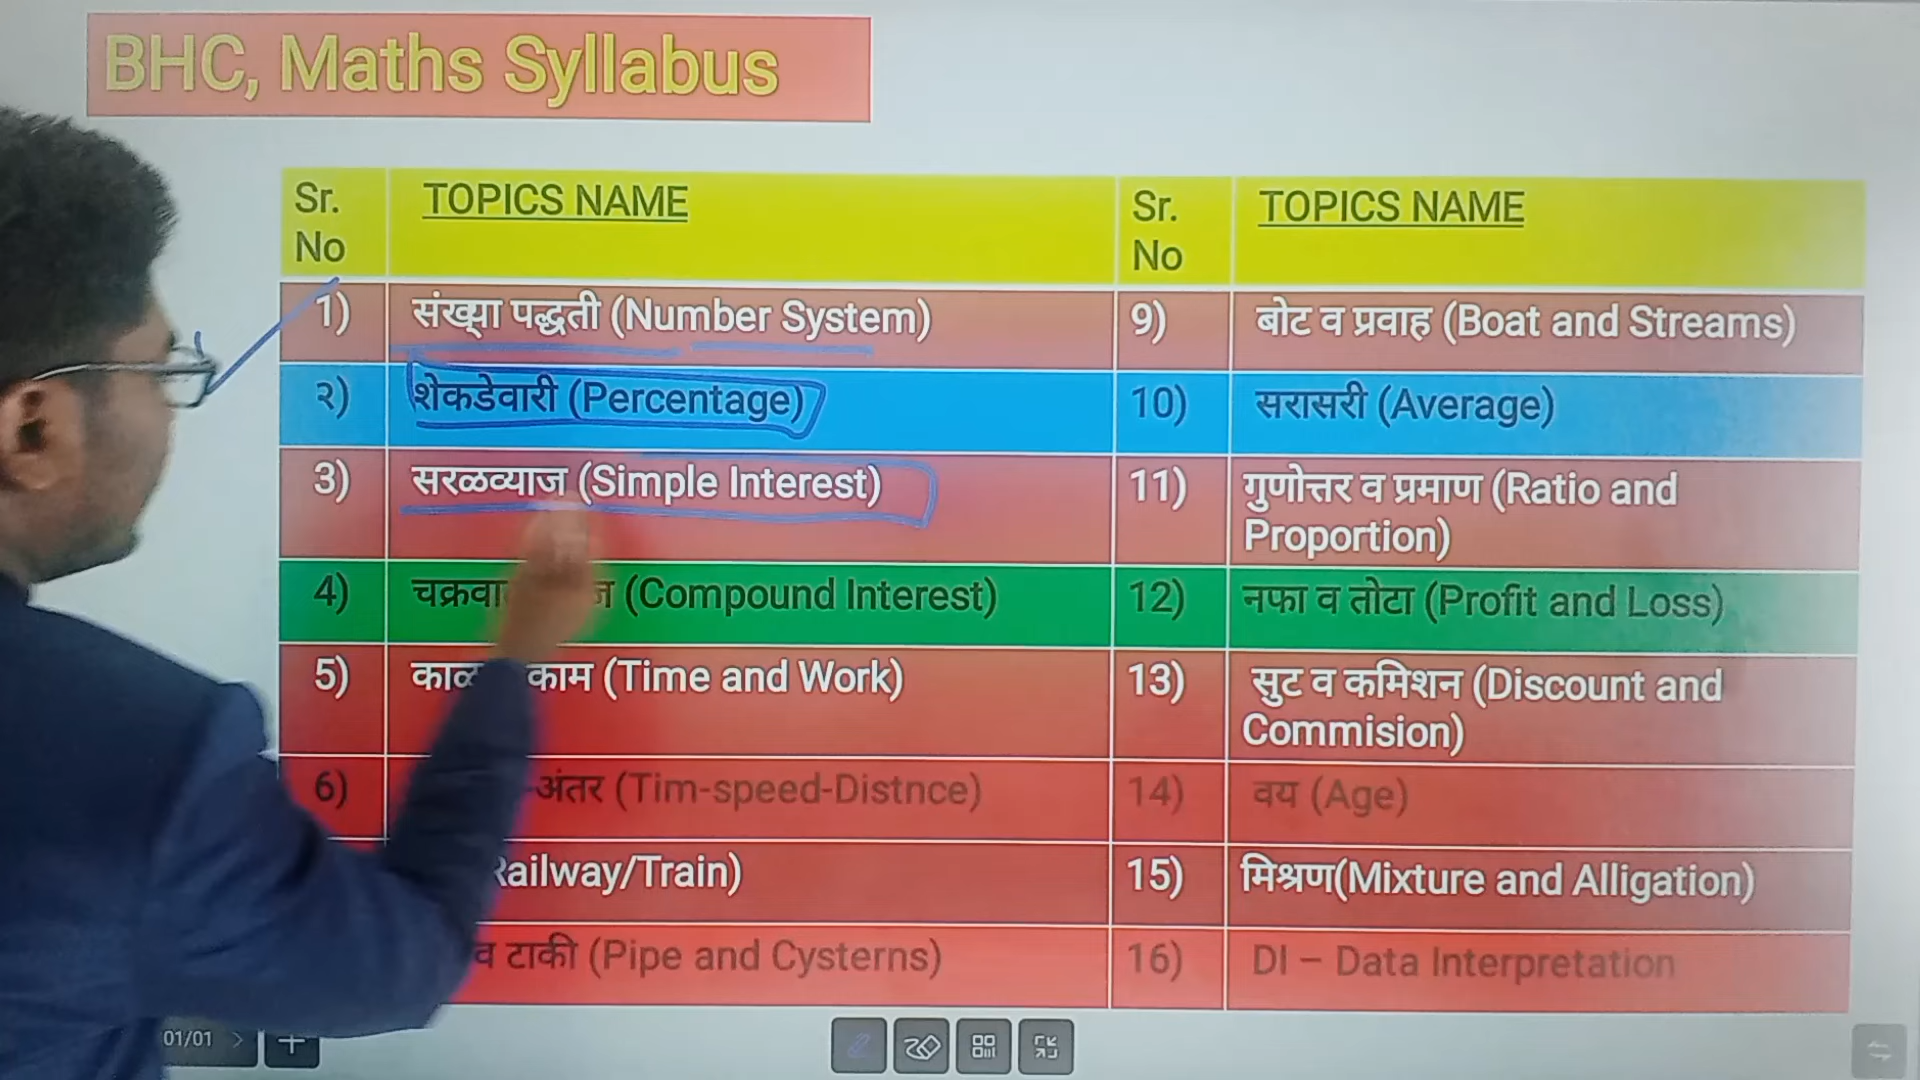 BHC, Maths Syllabus
Sr. No
TOPICS NAME
Sr. No
TOPICS NAME
1)
संख्या पद्धती (Number System)
9)
बोट व प्रवाह (Boat and Streams)
२)
शेकडेवारी (Percentage)
10)
सरासरी (Average)
3)
सरळव्याज (Simple Interest)
11)
गुणोत्तर व प्रमाण (Ratio and
Proportion)
4)
(Compound Interest)
12)
नफा व तोटा (Profit and Loss)
5)
काम (Time and Work)
13)
सुट व कमिशन (Discount and
Commision)
6)
-अंतर (Tim-speed-Distnce)
14)
वय (Age)
Railway/Train)
15)
मिश्रण(Mixture and Alligation)
व टाकी (Pipe and Cysterns)
16)
DI – Data Interpretation
01/01